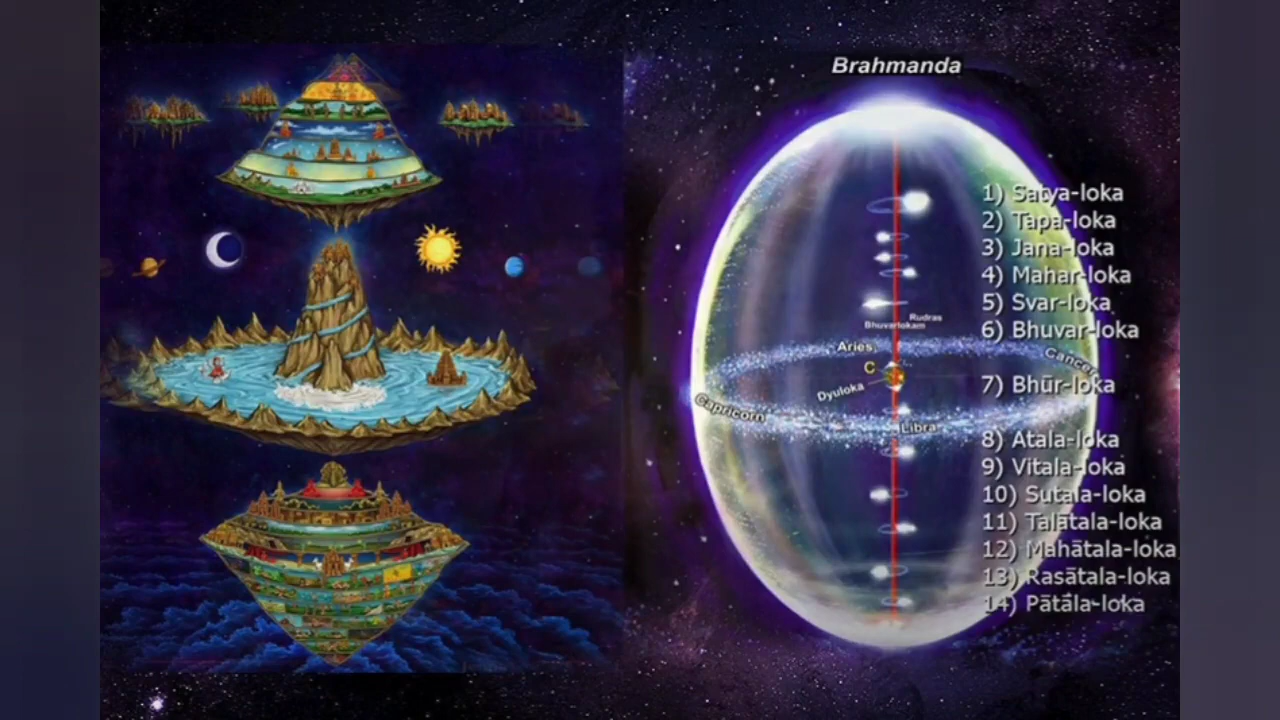 Brahmanda
1) Satya-loka
2) Tapa-loka
3) Jana-loka
4) Mahar-loka
5) Svar-loka
Rudras
Bhuvarlokam
6) Bhuvar-loka
Aries
Cancer
C
7) Bhūr-loka
Dyuloka
Capricorn
Libra
8) Atala-loka
9) Vitala-loka
10) Sutala-loka
11) Talātala-loka
12) Mahātala-loka
13) Rasātala-loka
14) Pātāla-loka